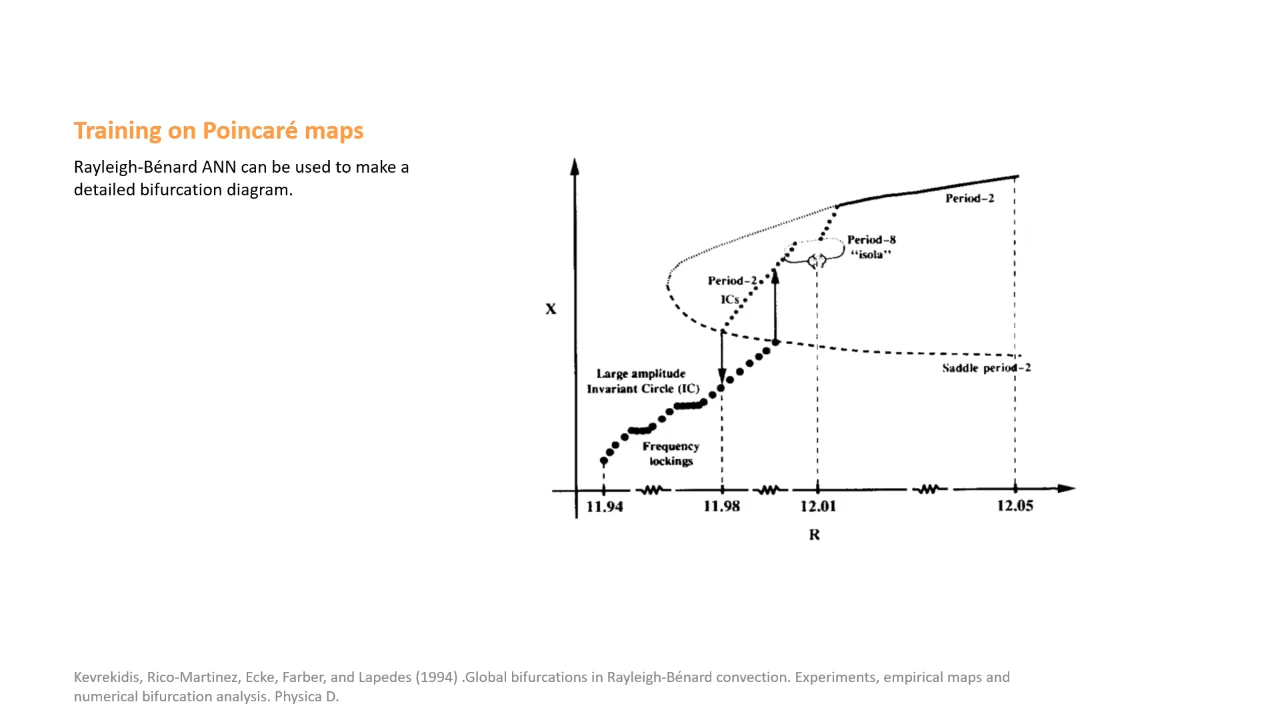 Training on Poincaré maps
Rayleigh-Bénard ANN can be used to make a
detailed bifurcation diagram.
Period-2
Period-8
"isola"
Period-2
ICs
X
Saddle period-2
Large amplitude
Invariant Circle (IC)
Frequency
lockings
11.94 11.98 12.01 12.05
R
Kevrekidis, Rico-Martinez, Ecke, Farber, and Lapedes (1994) .Global bifurcations in Rayleigh-Bénard convection. Experiments, empirical maps and
numerical bifurcation analysis. Physica D.